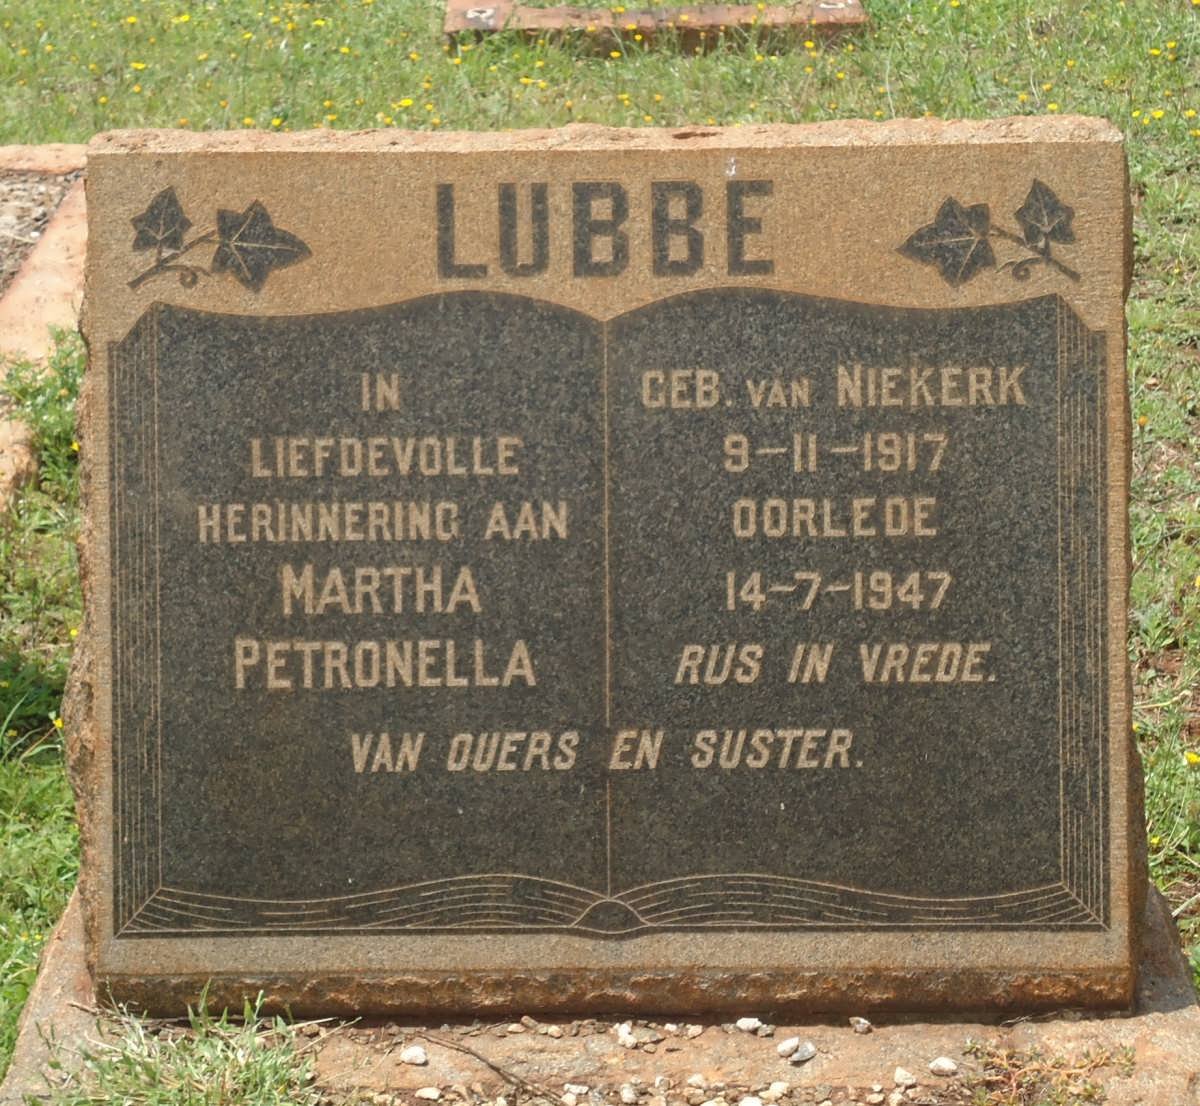 LUBBE
IN
LIEFDEVOLLE
HERINNERING AAN
MARTHA
PETRONELLA
GEB. VAN NIEKERK
9-11-1917
OORLEDE
14-7-1947
RUS IN VREDE.
VAN OUERS EN SUSTER.